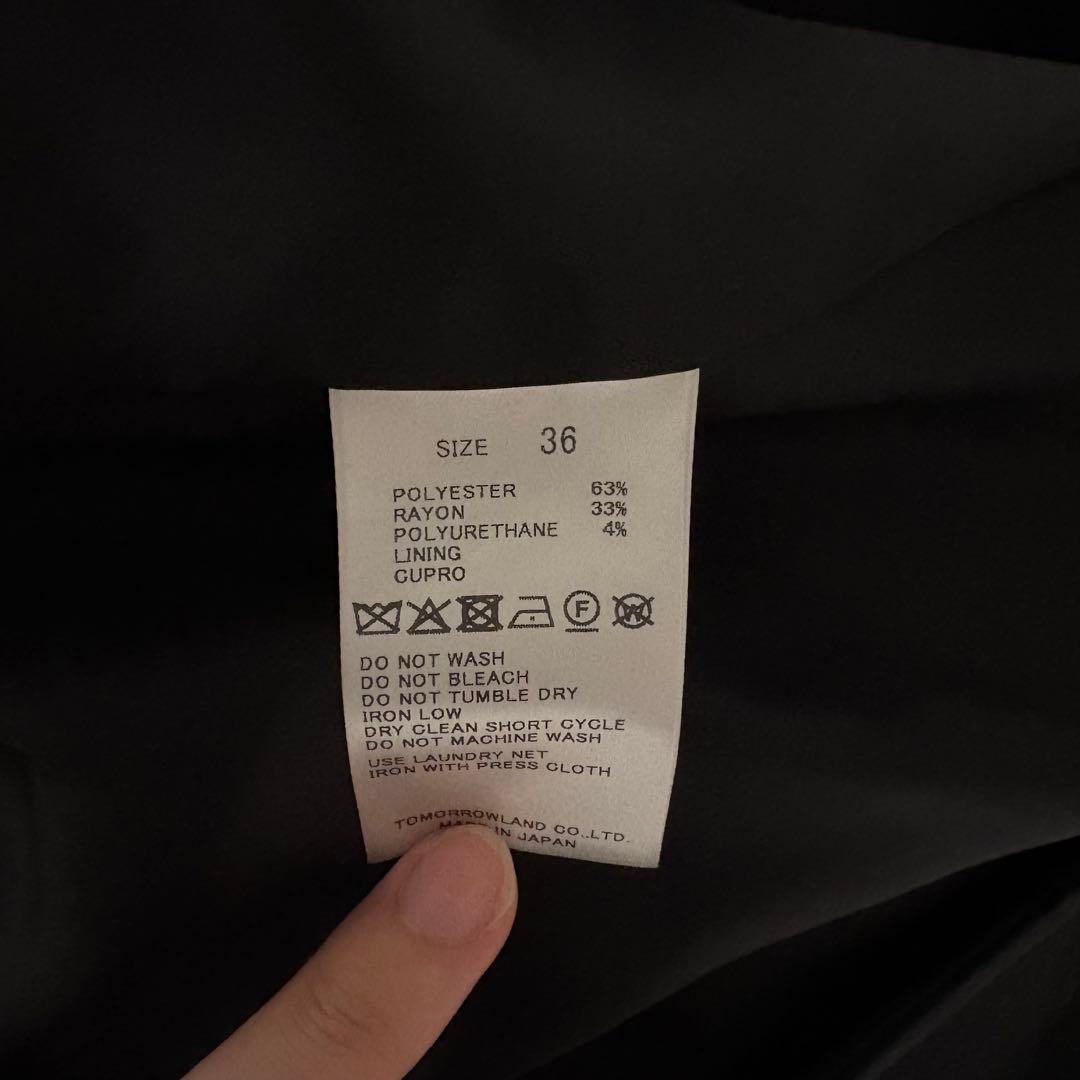 SIZE 36
POLYESTER 63%
RAYON 33%
POLYURETHANE 4%
LINING
CUPRO
F W
DO NOT WASH
DO NOT BLEACH
DO NOT TUMBLE DRY
IRON LOW
DRY CLEAN SHORT CYCLE
DO NOT MACHINE WASH
USE LAUNDRY NET
IRON WITH PRESS CLOTH
TOMORROWLAND CO.,LTD.
MADE IN JAPAN